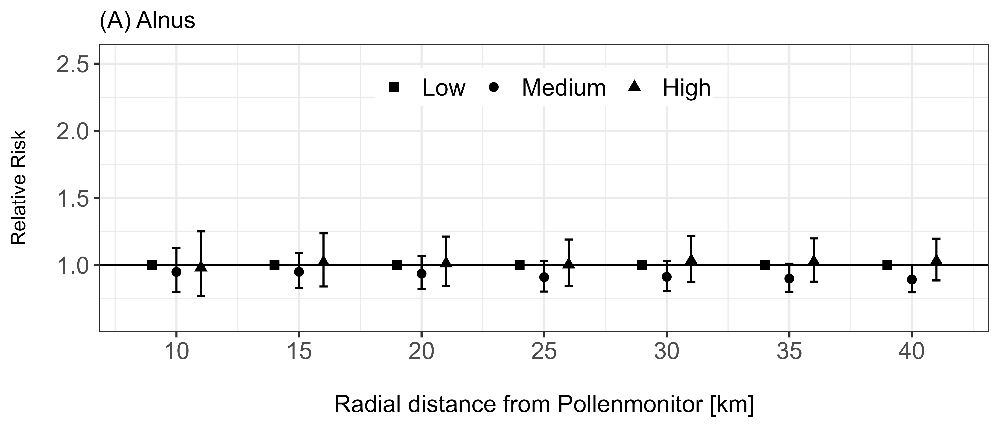 (A) Alnus
2.5
2.0
1.5
1.0
Relative Risk
Low Medium High
10 15 20 25 30 35 40
Radial distance from Pollenmonitor [km]